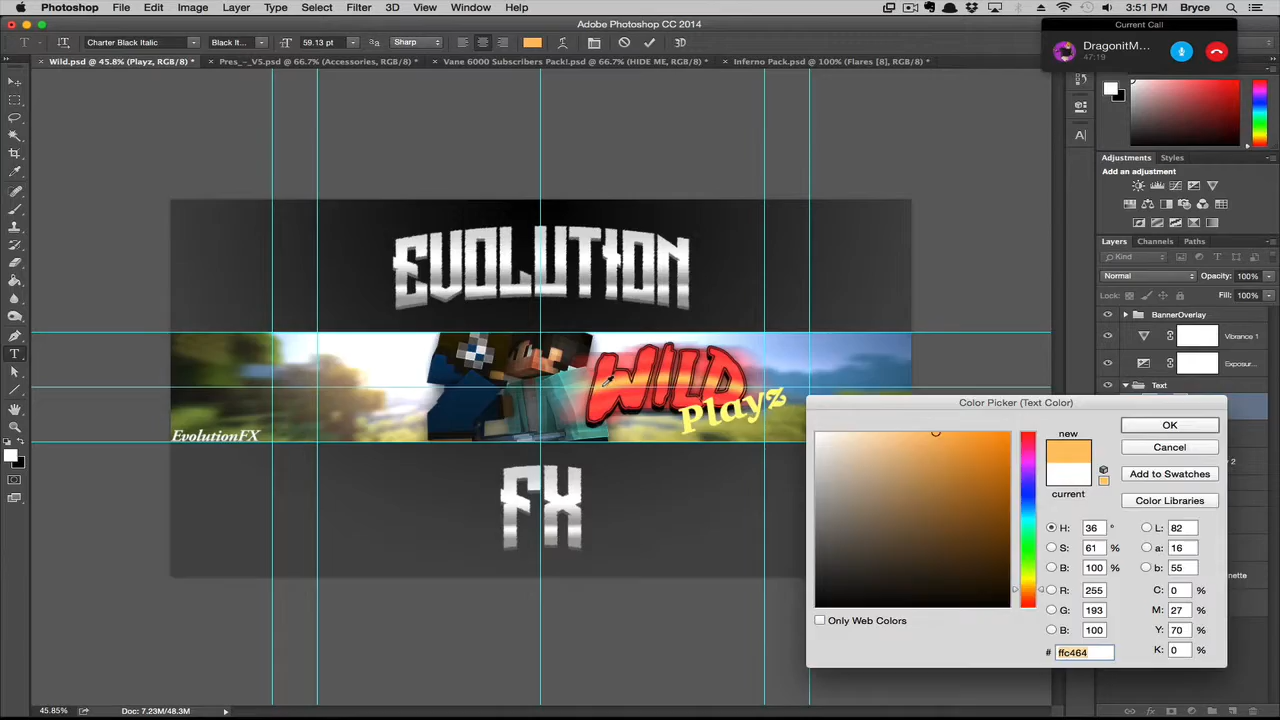 Photoshop File Edit Image Layer Type Select Filter 3D View Window Help 3:51 PM Bryce
Adobe Photoshop CC 2014
Current Call
DragonitM...
47:19
Charter Black Italic Black It... 59.13 pt Sharp 3D
Wild.psd @ 45.8% (Playz, RGB/8) * Pres_-_V5.psd @ 66.7% (Accessories, RGB/8) * Vane 6000 Subscribers Pack!.psd @ 66.7% (HIDE ME, RGB/8) * Inferno Pack.psd @ 100% (Flares [8], RGB/8) *
Adjustments Styles
Add an adjustment
Layers Channels Paths
Kind
Normal Opacity: 100%
Lock: Fill: 100%
BannerOverlay
Vibrance 1
Exposur...
Text
EVOLUTION
WILD
Playz
EvolutionFX
FX
Color Picker (Text Color)
new
current
OK
Cancel
Add to Swatches
Color Libraries
H: 36 ° L: 82
S: 61 % a: 16
B: 100 % b: 55
R: 255 C: 0 %
G: 193 M: 27 %
B: 100 Y: 70 %
# ffc464 K: 0 %
Only Web Colors
45.85% Doc: 7.23M/48.3M